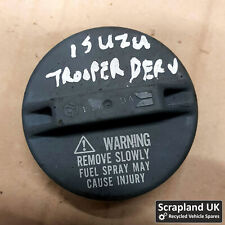 ISUZU
TROOPER DERV
WARNING
REMOVE SLOWLY
FUEL SPRAY MAY
CAUSE INJURY
Scrapland UK
Recycled Vehicle Spares